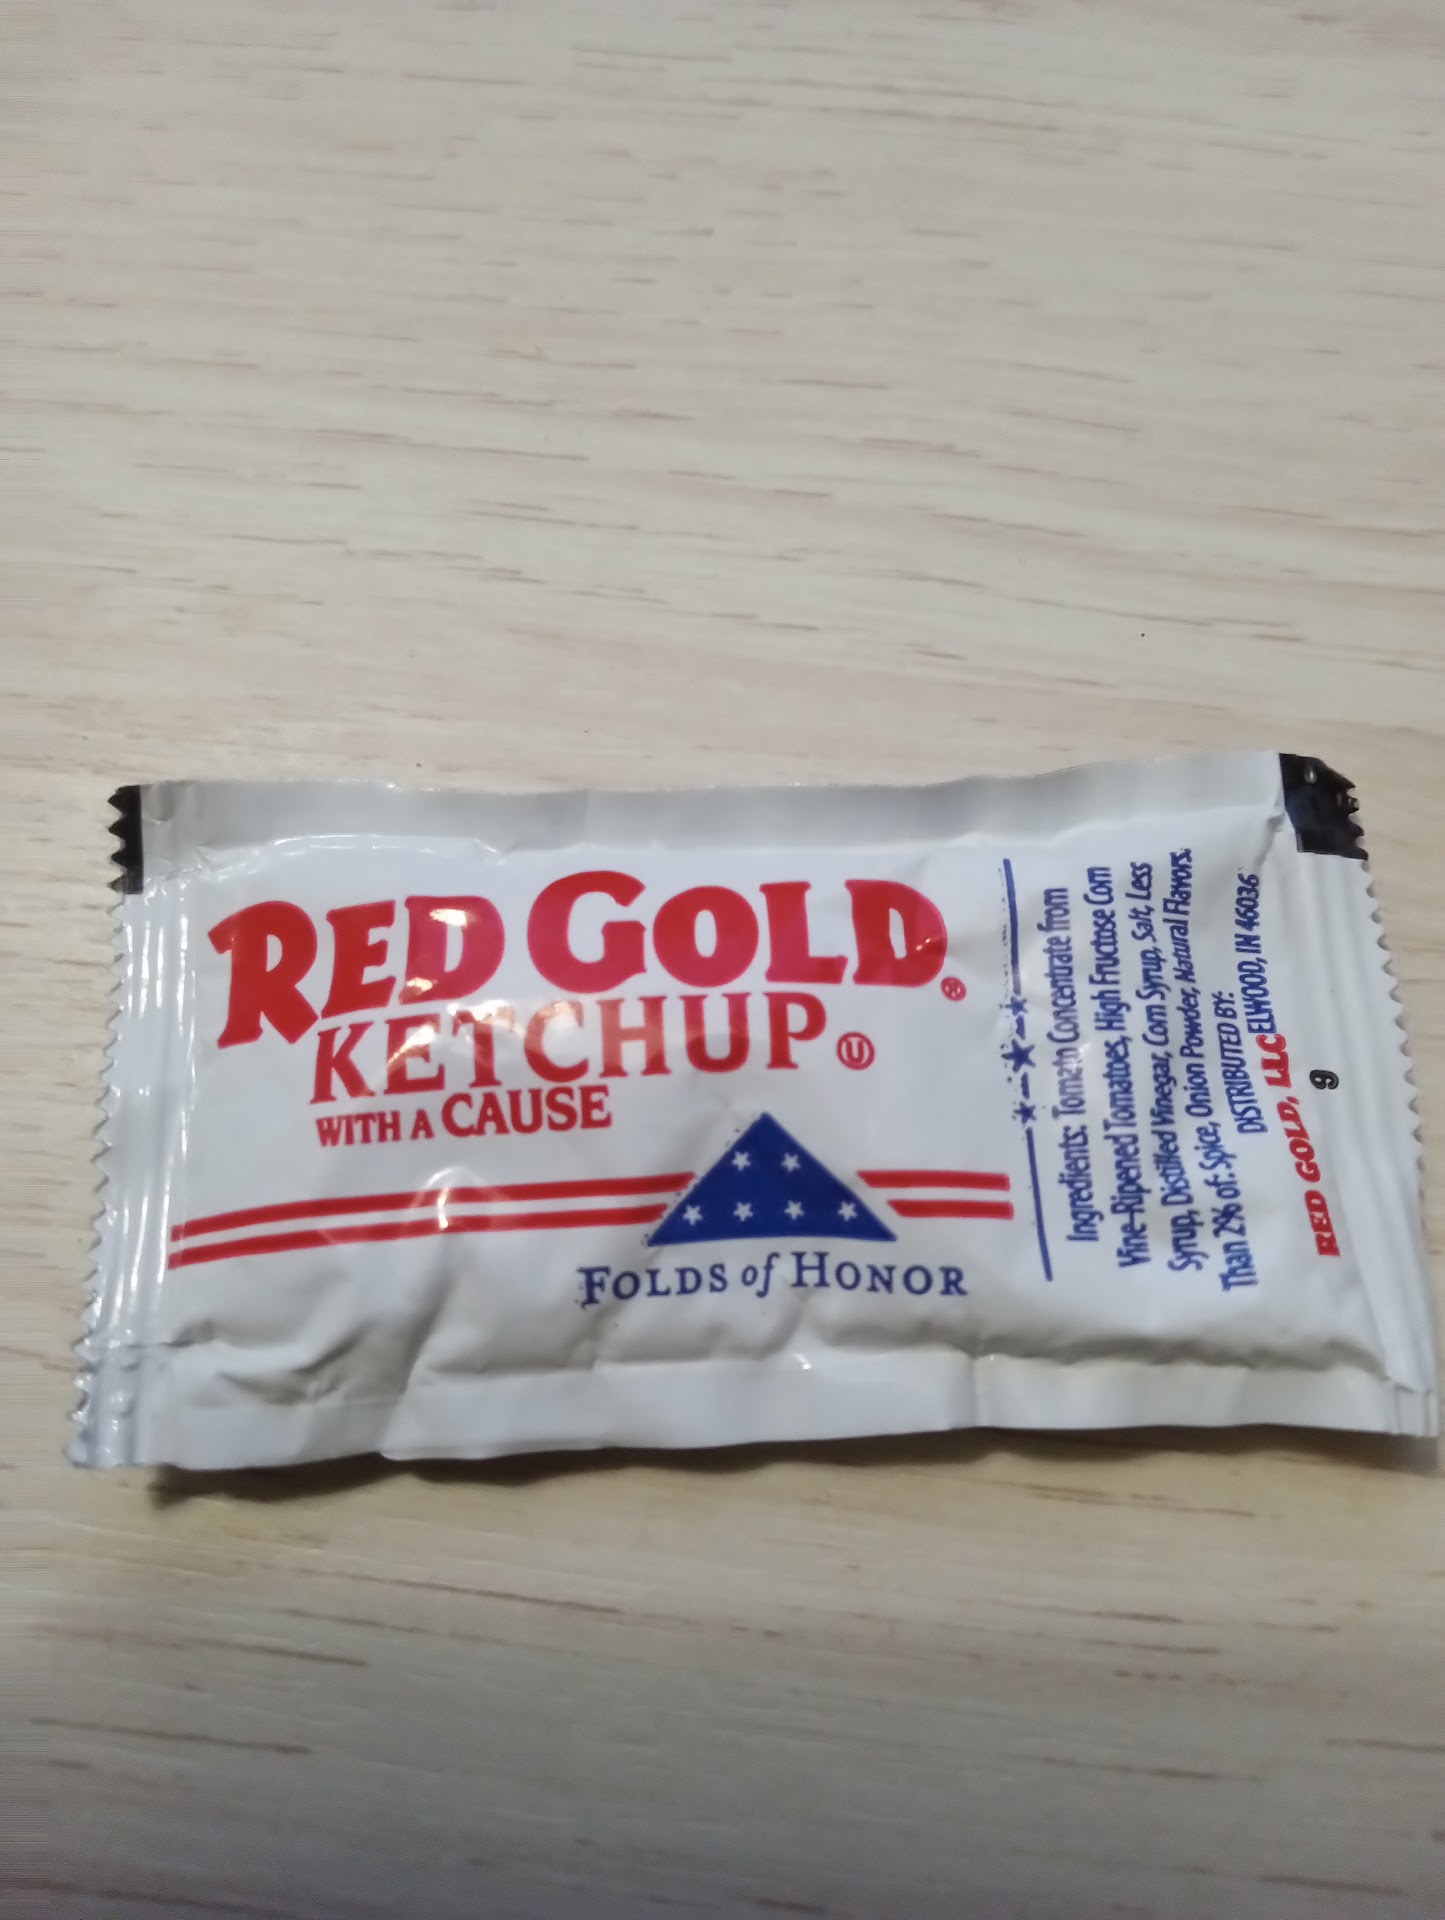 RED GOLD®
KETCHUP Ⓤ
WITH A CAUSE
FOLDS of HONOR
Ingredients: Tomato Concentrate from
Vine-Ripened Tomatoes, High Fructose Corn
Syrup, Distilled Vinegar, Corn Syrup, Salt, Less
Than 2% of: Spice, Onion Powder, Natural Flavors.
DISTRIBUTED BY:
RED GOLD, LLC ELWOOD, IN 46036
9